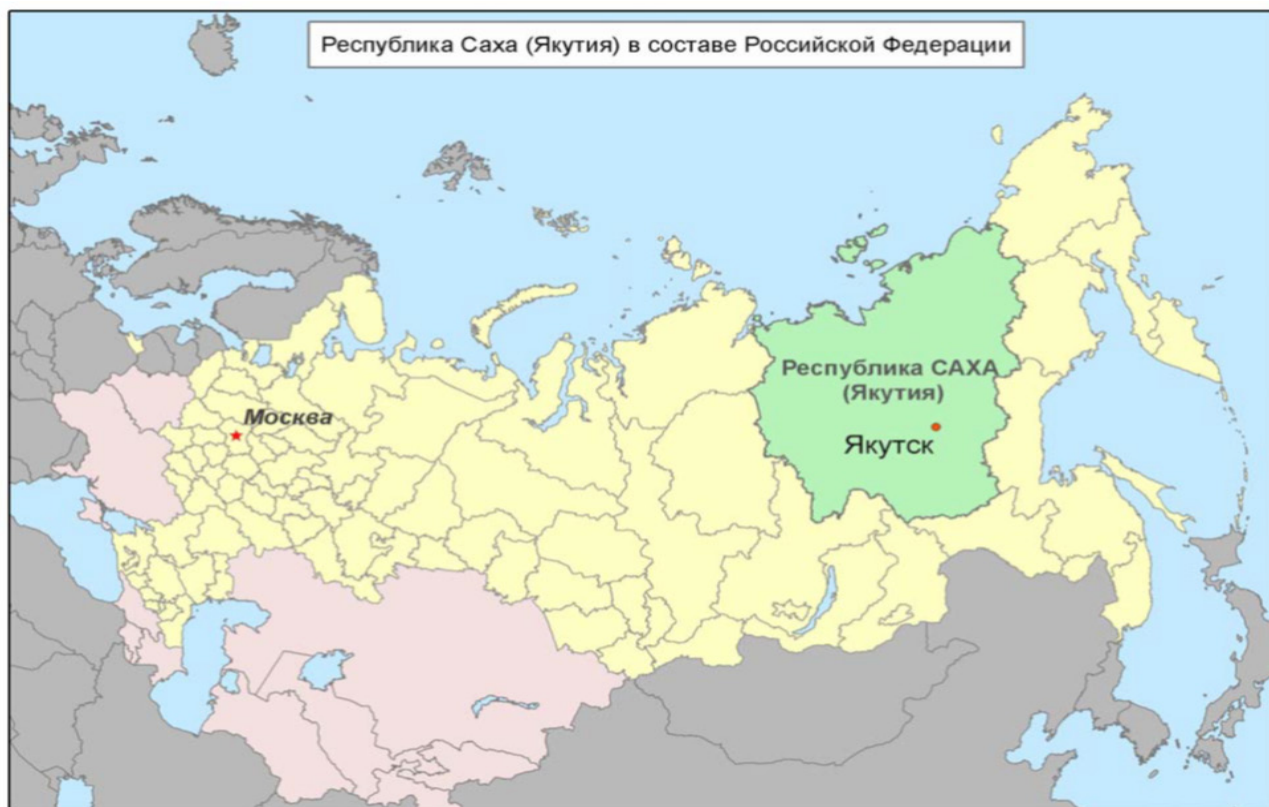 Республика Саха (Якутия) в составе Российской Федерации
Республика САХА
(Якутия)
Москва
Якутск